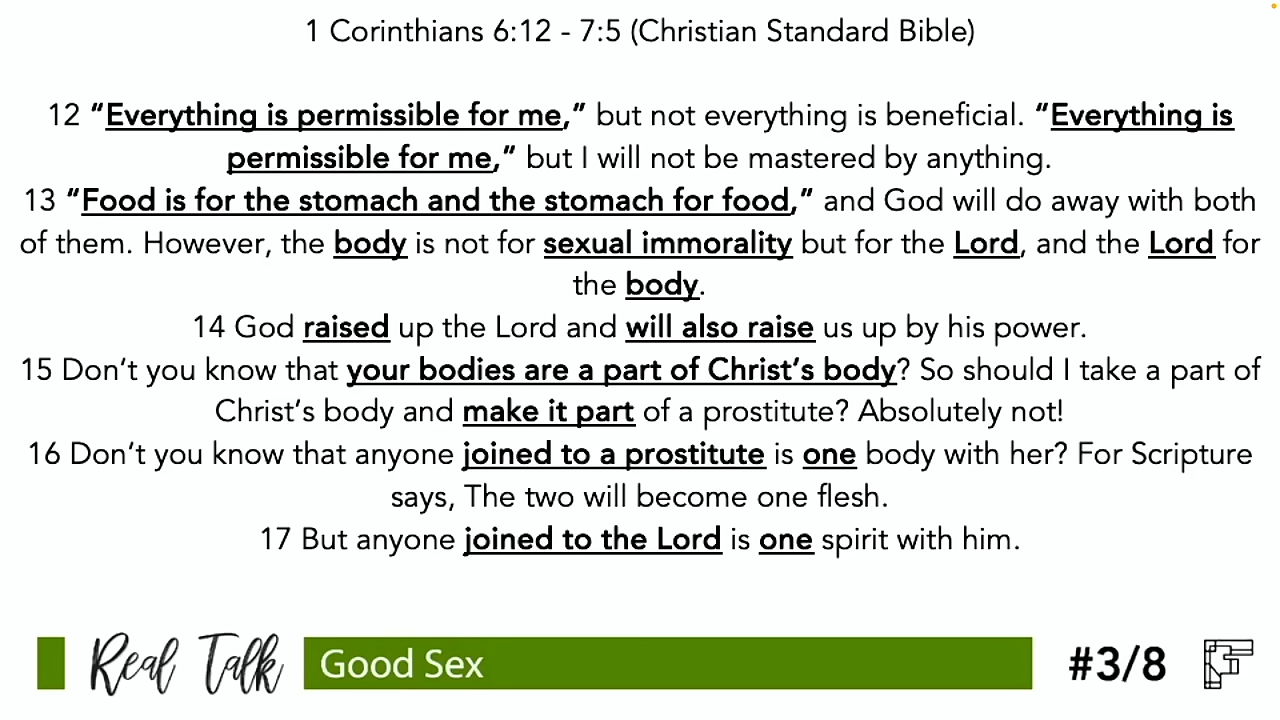 1 Corinthians 6:12 - 7:5 (Christian Standard Bible)
12 “Everything is permissible for me,” but not everything is beneficial. “Everything is
permissible for me,” but I will not be mastered by anything.
13 “Food is for the stomach and the stomach for food,” and God will do away with both
of them. However, the body is not for sexual immorality but for the Lord, and the Lord for
the body.
14 God raised up the Lord and will also raise us up by his power.
15 Don’t you know that your bodies are a part of Christ’s body? So should I take a part of
Christ’s body and make it part of a prostitute? Absolutely not!
16 Don’t you know that anyone joined to a prostitute is one body with her? For Scripture
says, The two will become one flesh.
17 But anyone joined to the Lord is one spirit with him.
Real Talk Good Sex #3/8